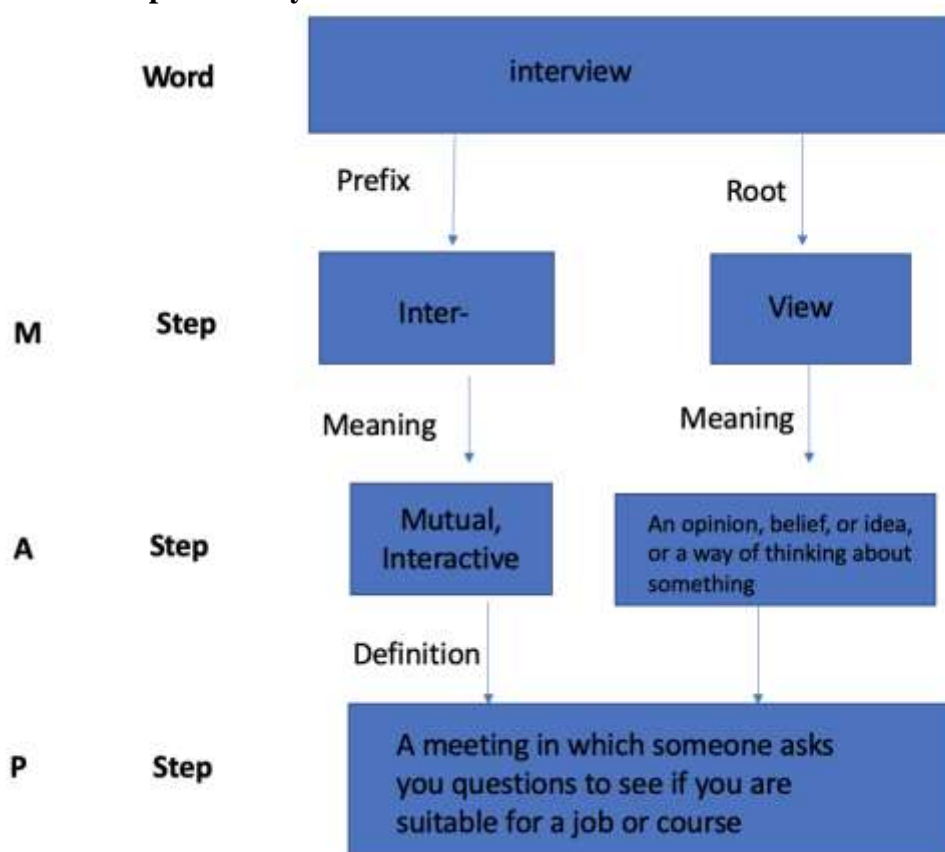 Word
interview
Prefix
Root
M
Step
Inter-
View
Meaning
Meaning
A
Step
Mutual,
Interactive
An opinion, belief, or idea,
or a way of thinking about
something
Definition
P
Step
A meeting in which someone asks
you questions to see if you are
suitable for a job or course